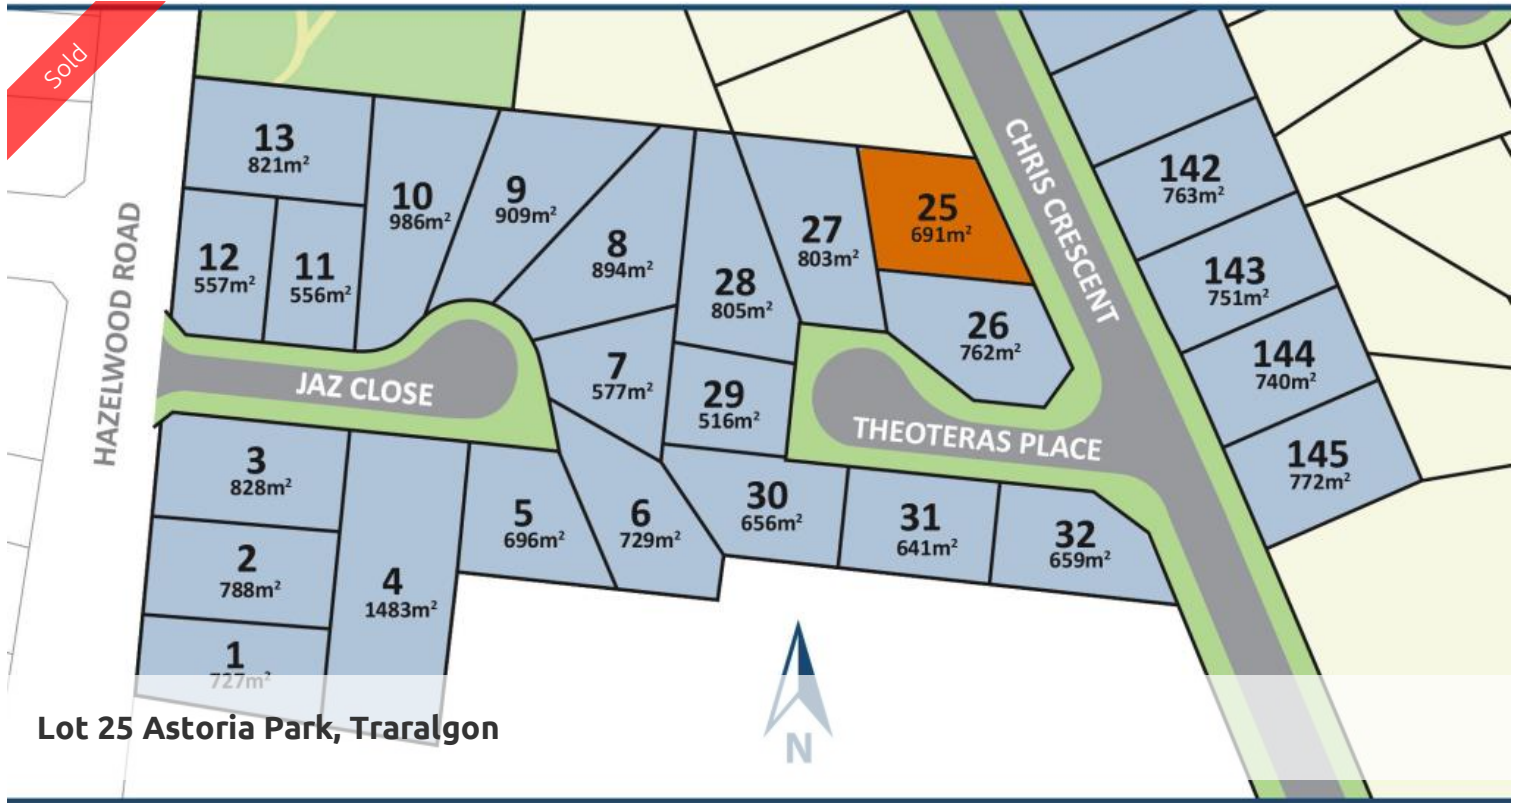 Sold
HAZELWOOD ROAD
13
821m²
12
557m²
11
556m²
10
986m²
9
909m²
8
894m²
7
577m²
28
805m²
29
516m²
27
803m²
25
691m²
26
762m²
CHRIS CRESCENT
142
763m²
143
751m²
144
740m²
145
772m²
JAZ CLOSE
THEOTERAS PLACE
3
828m²
2
788m²
1
727m²
4
1483m²
5
696m²
6
729m²
30
656m²
31
641m²
32
659m²
N
Lot 25 Astoria Park, Traralgon